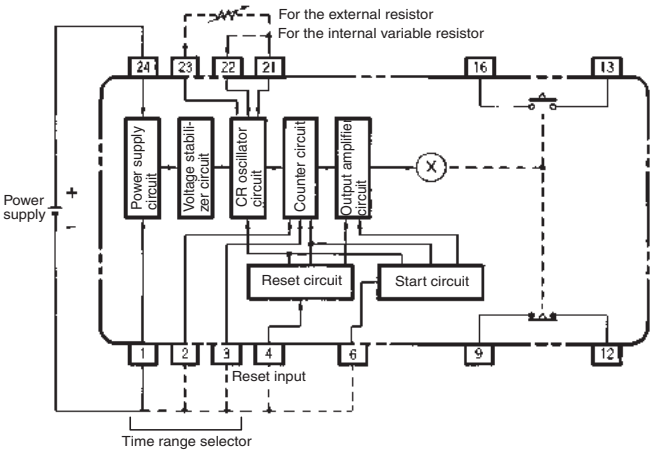 For the external resistor
For the internal variable resistor
24 23 22 21 16 13
Power supply
circuit
Voltage stabili-
zer circuit
CR oscillator
circuit
Counter circuit
Output amplifier
circuit
X
Power
supply
+
-
Reset circuit
Start circuit
1 2 3 4 6 9 12
Reset input
Time range selector